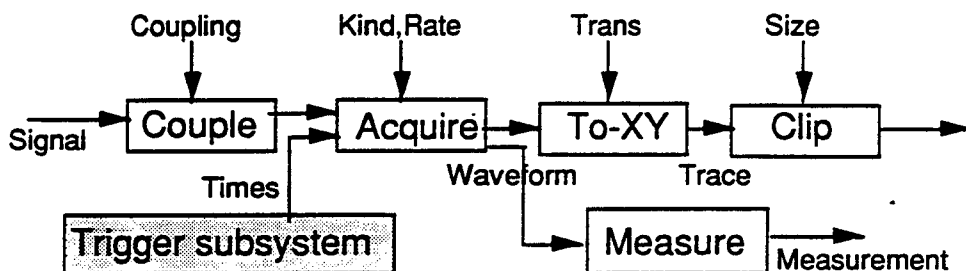 Coupling
Kind,Rate
Trans
Size
Signal
Couple
Acquire
To-XY
Clip
Times
Waveform
Trace
Trigger subsystem
Measure
Measurement